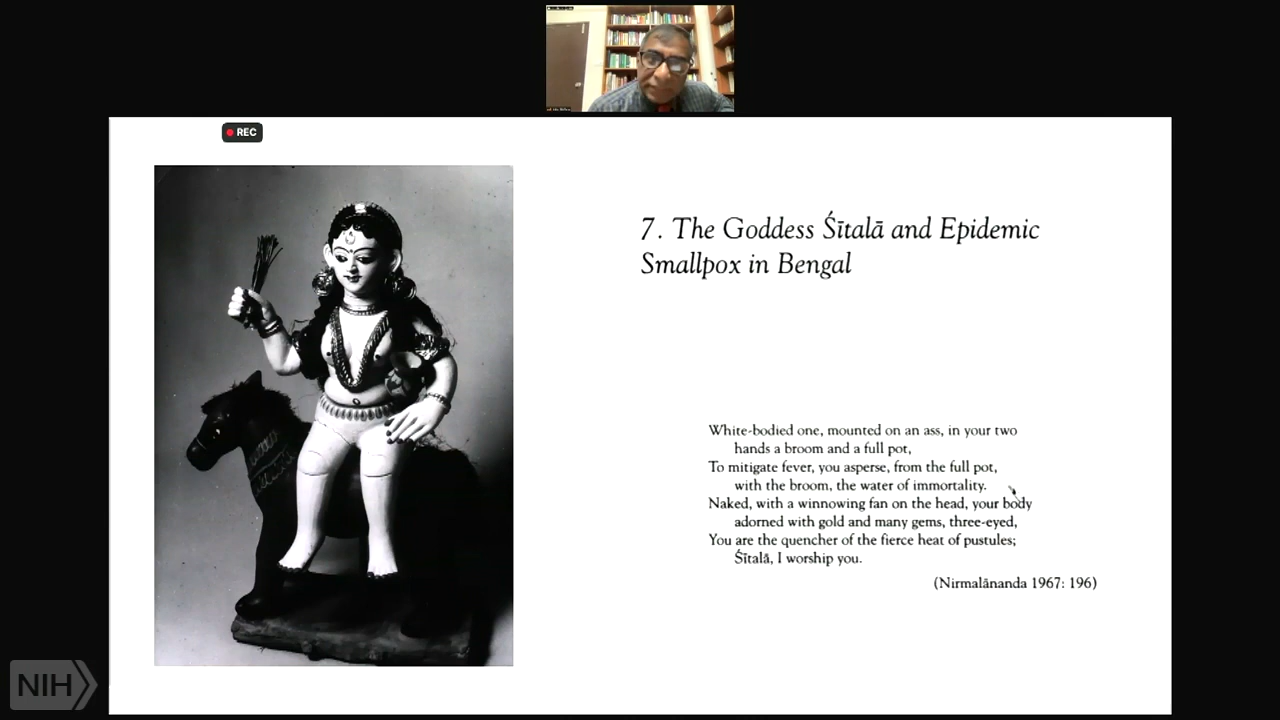 REC
7. The Goddess Śītalā and Epidemic
Smallpox in Bengal
White-bodied one, mounted on an ass, in your two
hands a broom and a full pot,
To mitigate fever, you asperse, from the full pot,
with the broom, the water of immortality.
Naked, with a winnowing fan on the head, your body
adorned with gold and many gems, three-eyed,
You are the quencher of the fierce heat of pustules;
Śītalā, I worship you.
(Nirmalānanda 1967: 196)
NIH